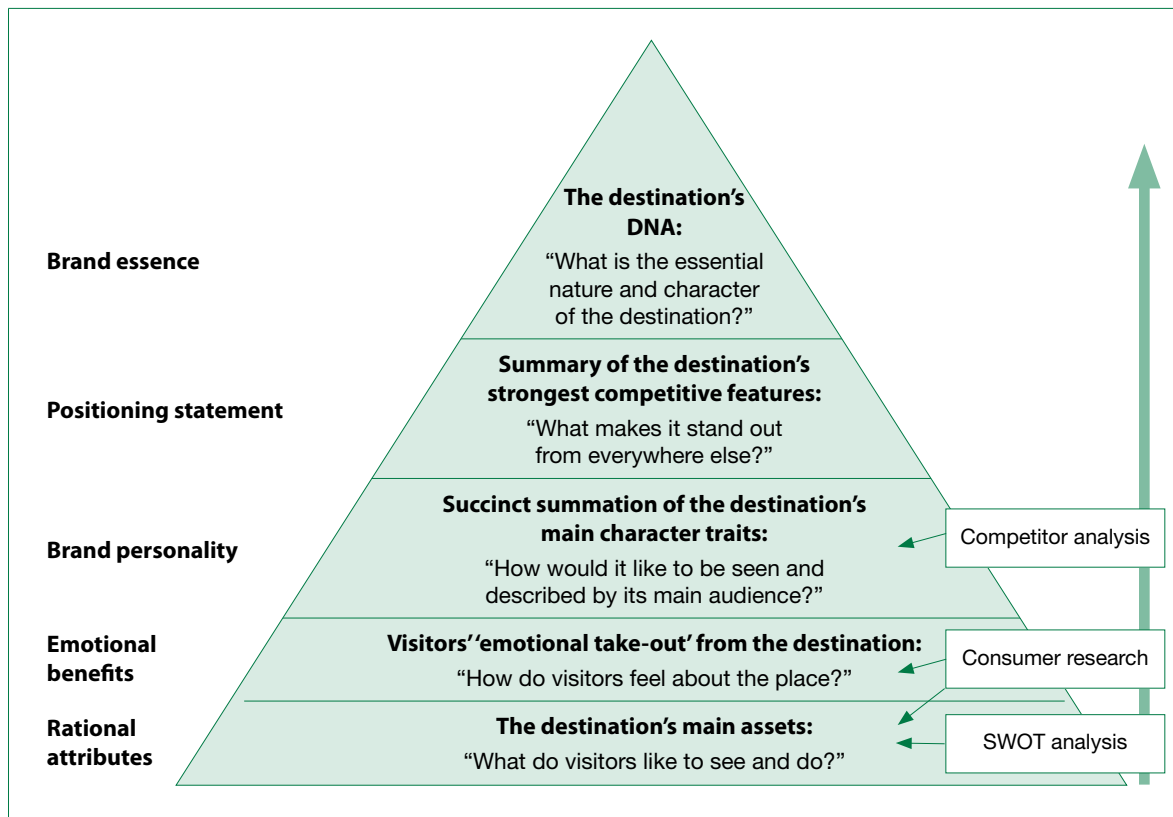 The destination’s
DNA:
Brand essence
“What is the essential
nature and character
of the destination?”
Summary of the destination’s
strongest competitive features:
Positioning statement
“What makes it stand out
from everywhere else?”
Succinct summation of the destination’s
main character traits:
Brand personality
“How would it like to be seen and
described by its main audience?”
Competitor analysis
Emotional
benefits
Visitors’ ‘emotional take-out’ from the destination:
“How do visitors feel about the place?”
Consumer research
Rational
attributes
The destination’s main assets:
“What do visitors like to see and do?”
SWOT analysis